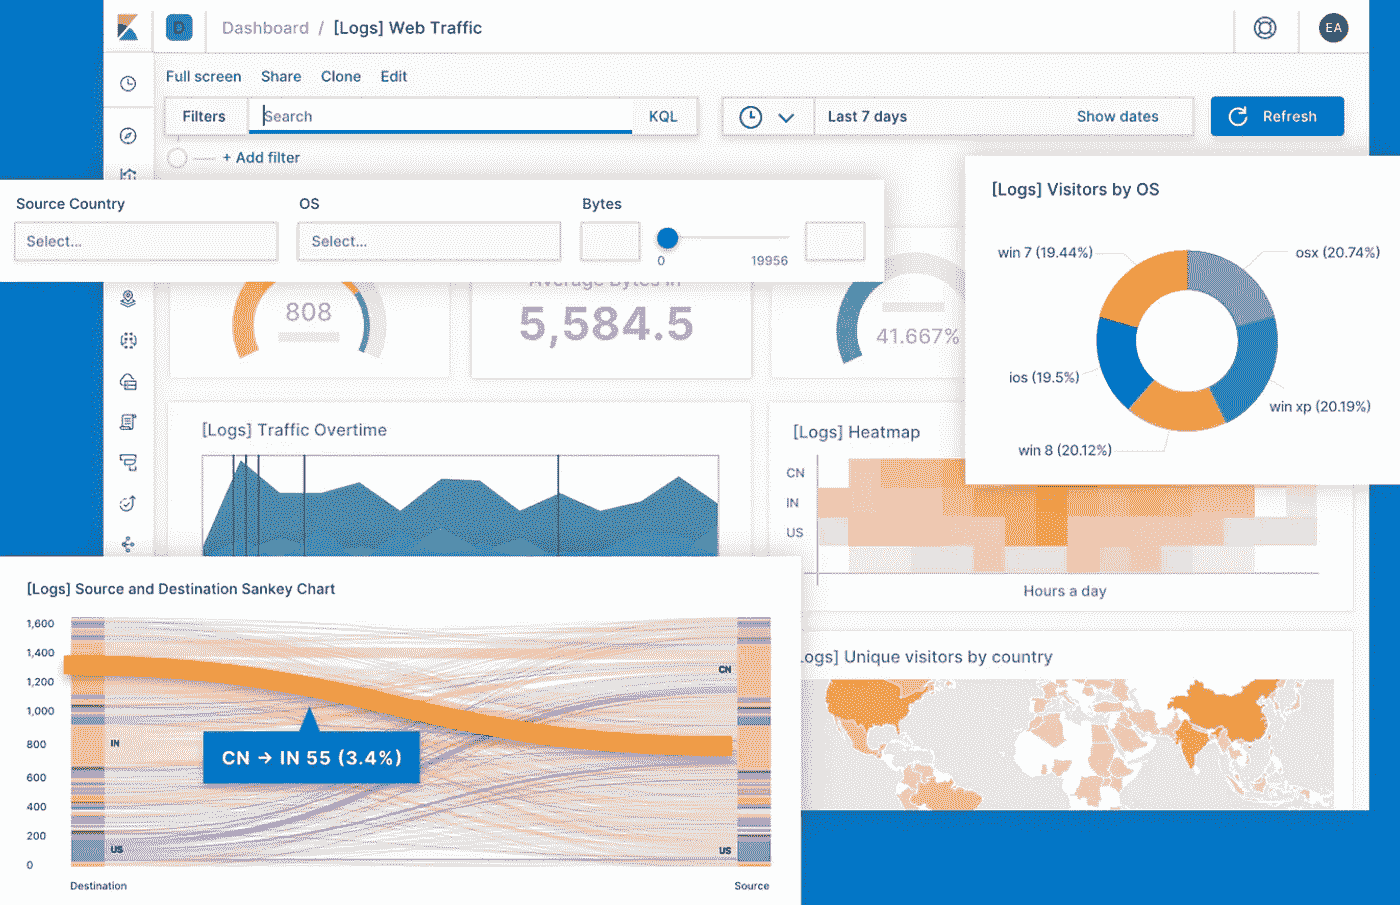 D
Dashboard / [Logs] Web Traffic
EA
Full screen Share Clone Edit
Filters Search KQL
Last 7 days Show dates
Refresh
+ Add filter
Source Country OS Bytes
Select... Select...
0 19956
[Logs] Visitors by OS
win 7 (19.44%)
osx (20.74%)
ios (19.5%)
win xp (20.19%)
win 8 (20.12%)
808
Average Bytes In
5,584.5
41.667%
[Logs] Traffic Overtime
[Logs] Heatmap
CN
IN
US
Hours a day
[Logs] Source and Destination Sankey Chart
1,600
1,400
1,200
1,000
800
600
400
200
0
CN
IN
US
US
CN → IN 55 (3.4%)
Destination Source
ogs] Unique visitors by country